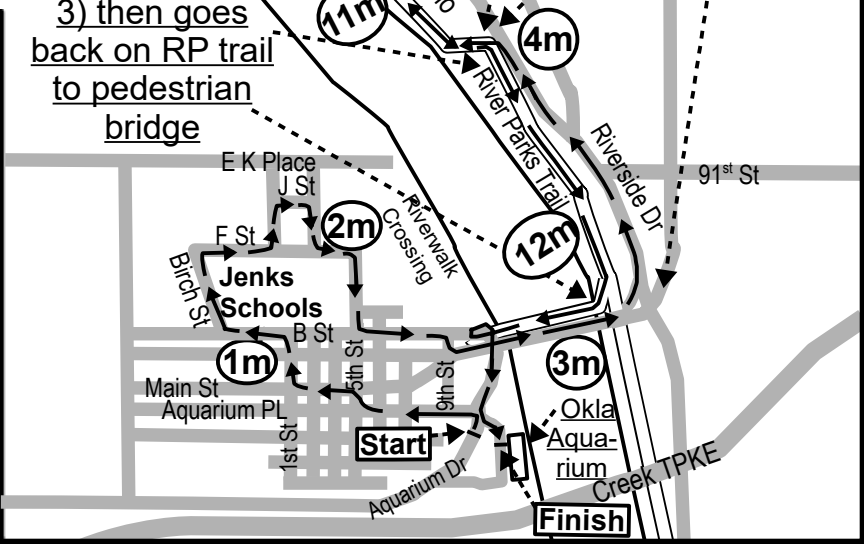 3) then goes
back on RP trail
to pedestrian
bridge
11m
4m
River Parks Trail
Riverside Dr
91st St
E K Place
J St
F St
2m
Riverwalk
Crossing
12m
Birch St
Jenks
Schools
B St
1m
5th St
9th St
3m
Main St
Aquarium PL
1st St
Start
Aquarium Dr
Okla
Aqua-
rium
Creek TPKE
Finish